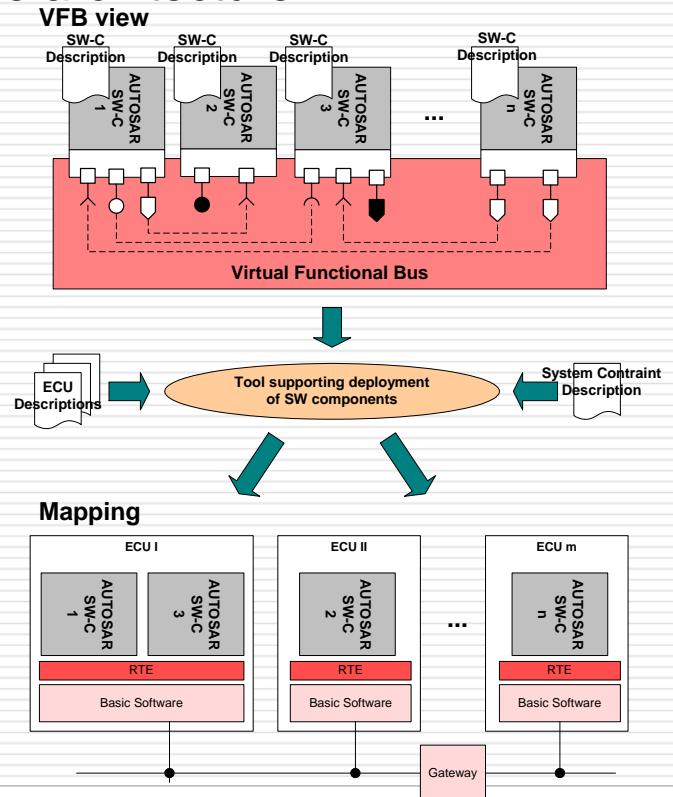 VFB view
SW-C
Description
SW-C
Description
SW-C
Description
SW-C
Description
AUTOSAR
SW-C
1
AUTOSAR
SW-C
2
AUTOSAR
SW-C
3
...
AUTOSAR
SW-C
n
Virtual Functional Bus
ECU
Descriptions
Tool supporting deployment
of SW components
System Contraint
Description
Mapping
ECU I
ECU II
ECU m
AUTOSAR
SW-C
1
AUTOSAR
SW-C
3
AUTOSAR
SW-C
2
...
AUTOSAR
SW-C
n
RTE
RTE
RTE
Basic Software
Basic Software
Basic Software
Gateway